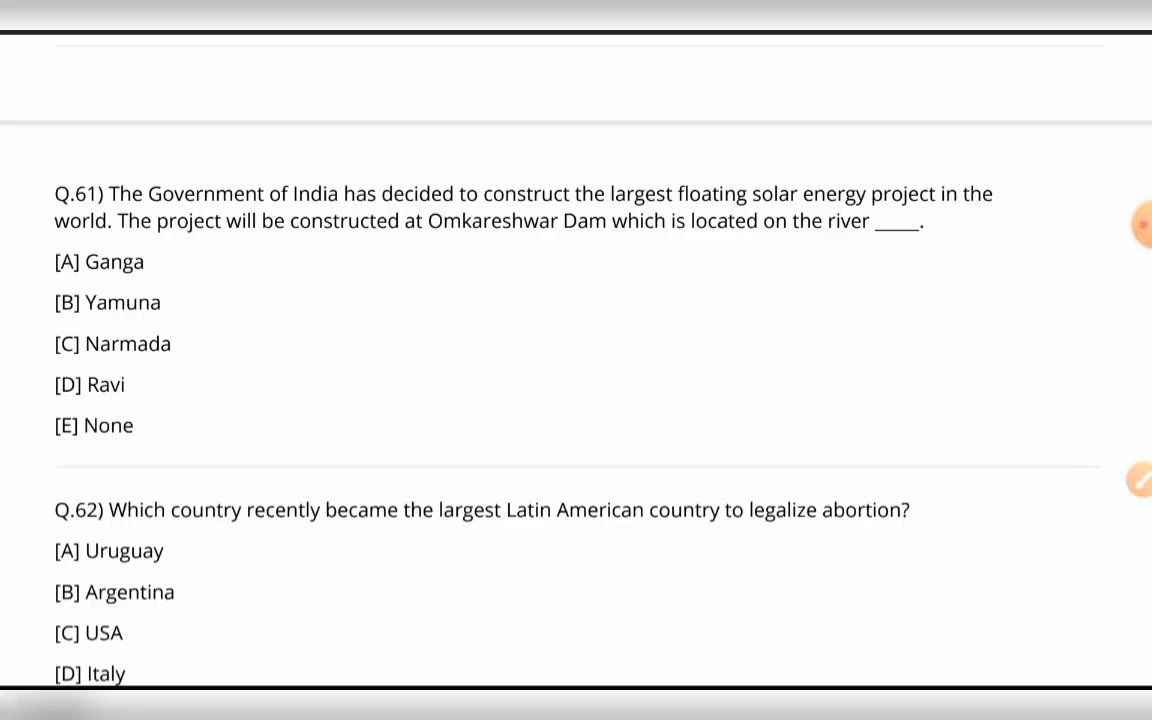 Q.61) The Government of India has decided to construct the largest floating solar energy project in the
world. The project will be constructed at Omkareshwar Dam which is located on the river _____.
[A] Ganga
[B] Yamuna
[C] Narmada
[D] Ravi
[E] None
Q.62) Which country recently became the largest Latin American country to legalize abortion?
[A] Uruguay
[B] Argentina
[C] USA
[D] Italy